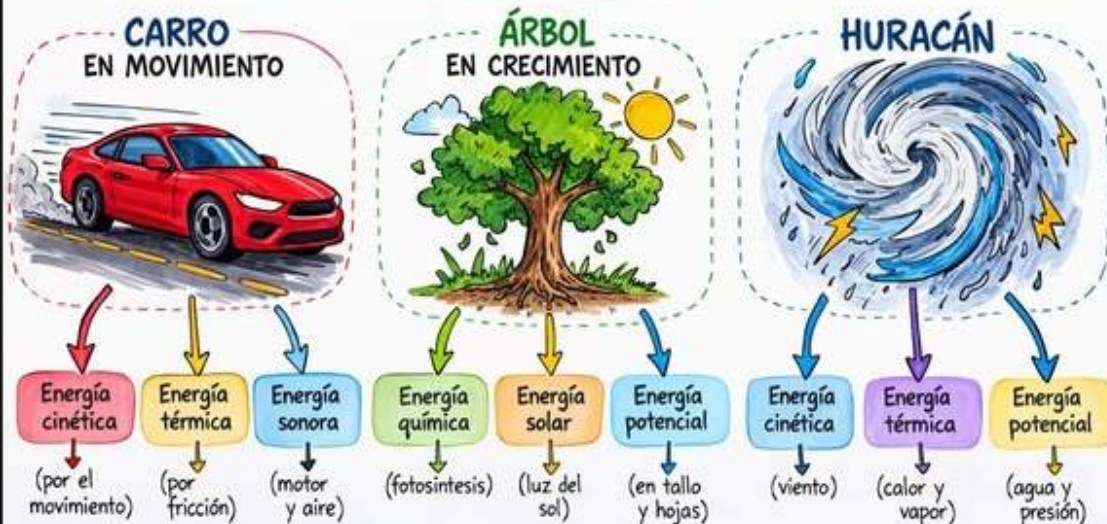 CARRO
EN MOVIMIENTO
ÁRBOL
EN CRECIMIENTO
HURACÁN
Energía
cinética
Energía
térmica
Energía
sonora
Energía
química
Energía
solar
Energía
potencial
Energía
cinética
Energía
térmica
Energía
potencial
(por el
movimiento)
(por
fricción)
(motor
y aire)
(fotosíntesis)
(luz del
sol)
(en tallo
y hojas)
(viento)
(calor y
vapor)
(agua y
presión)